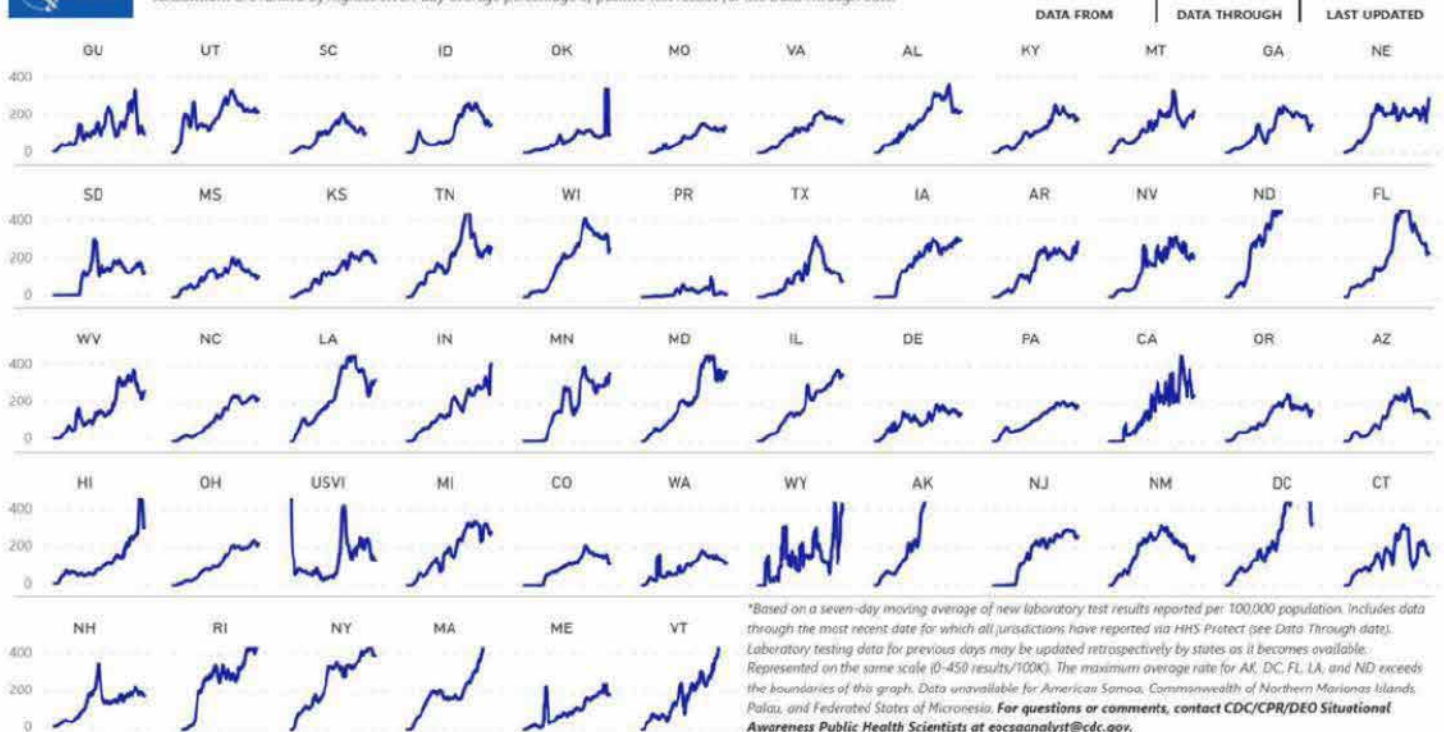 DATA FROM DATA THROUGH LAST UPDATED
GU UT SC ID OK MO VA AL KY MT GA NE
400
200
0
SD MS KS TN WI PR TX IA AR NV ND FL
400
200
0
WV NC LA IN MN MD IL DE PA CA OR AZ
400
200
0
HI OH USVI MI CO WA WY AK NJ NM DC CT
400
200
0
NH RI NY MA ME VT
400
200
0
*Based on a seven-day moving average of new laboratory test results reported per 100,000 population. Includes data
through the most recent date for which all jurisdictions have reported via HHS Protect (see Data Through date).
Laboratory testing data for previous days may be updated retrospectively by states as it becomes available.
Represented on the same scale (0-450 results/100K). The maximum average rate for AK, DC, FL, LA, and ND exceeds
the boundaries of this graph. Data unavailable for American Samoa, Commonwealth of Northern Marianas Islands,
Palau, and Federated States of Micronesia. For questions or comments, contact CDC/CPR/DEO Situational
Awareness Public Health Scientists at eocsaanalyst@cdc.gov.